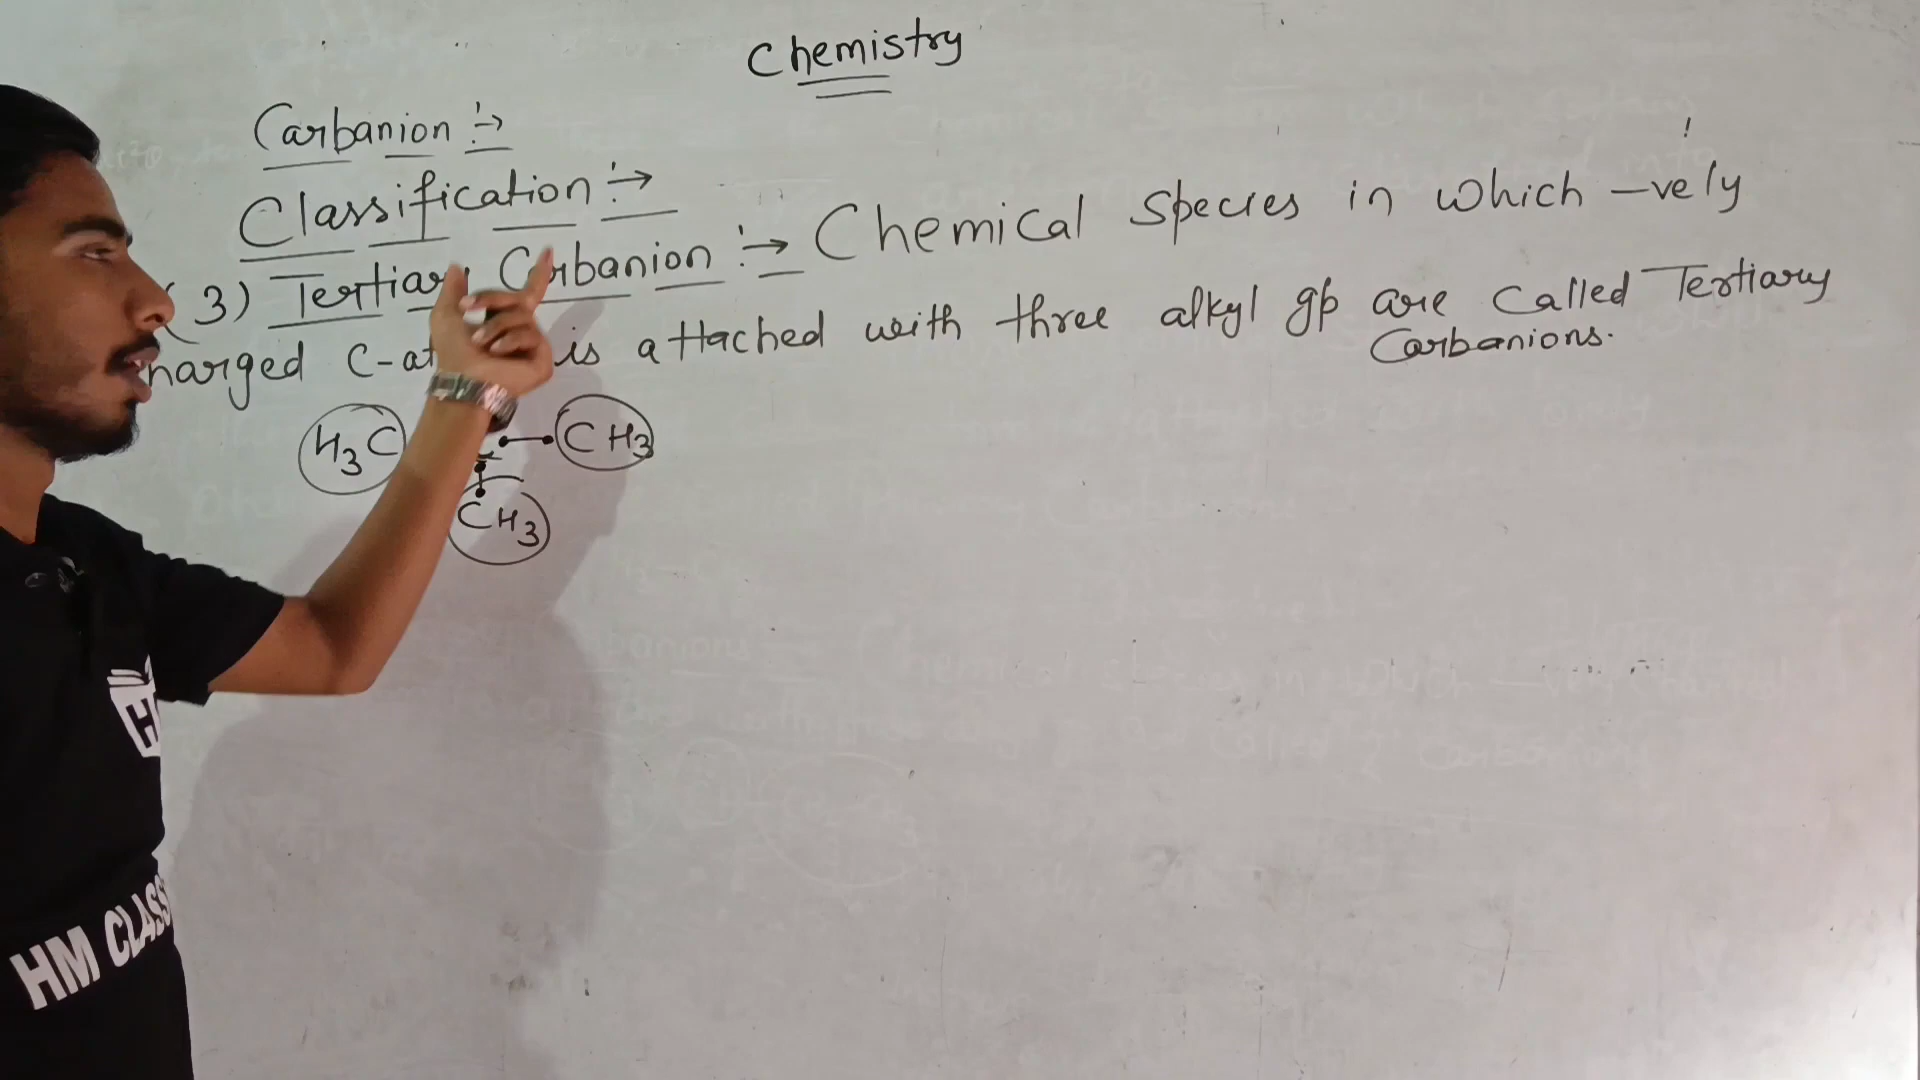 Chemistry
Carbanion :→
Classification :→
(3) Tertiary Carbanion :→ Chemical Species in which -vely
harged C-at is attached with three alkyl gp are Called Tertiary
Carbanions.
H3C CH3
CH3
HM CLASS